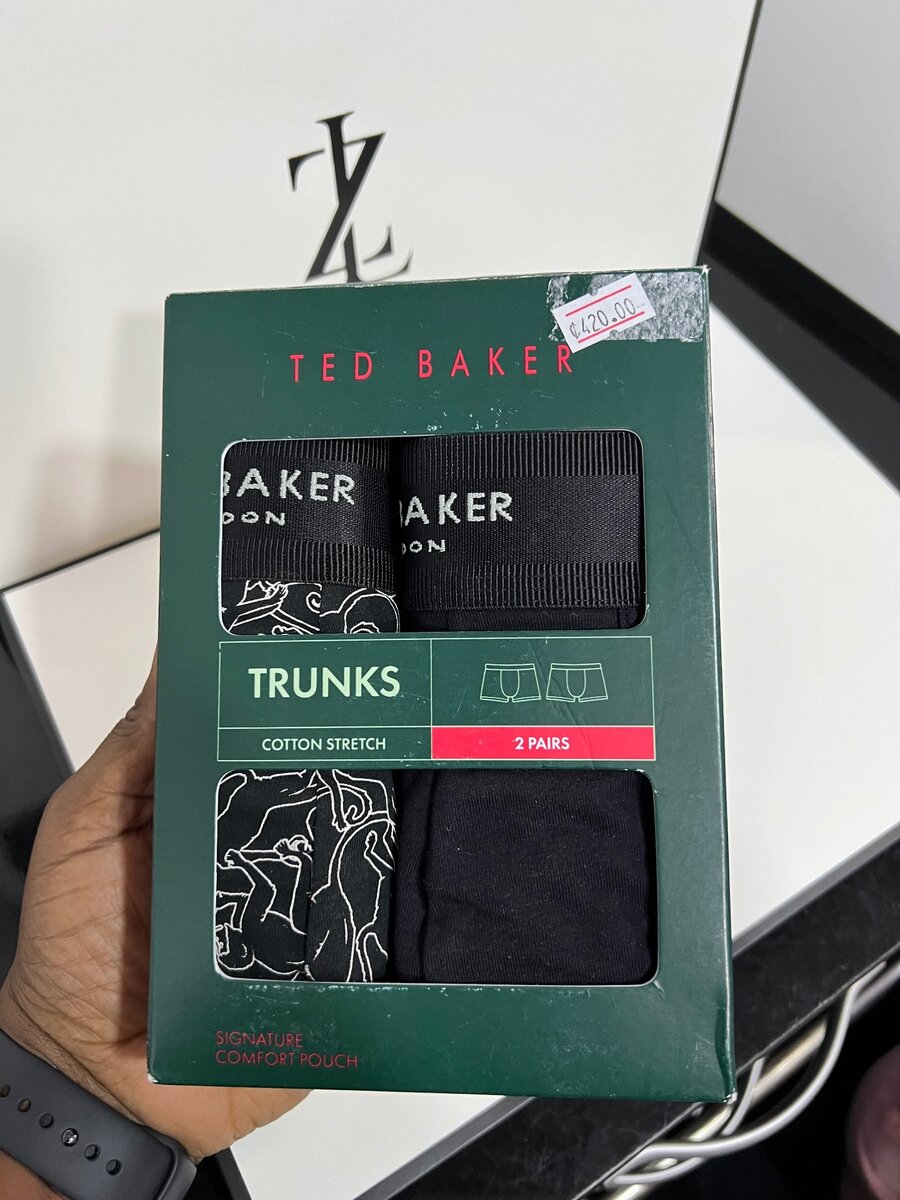 ₵420.00
TED BAKER
BAKER
DON
BAKER
DON
TRUNKS
COTTON STRETCH
2 PAIRS
SIGNATURE
COMFORT POUCH